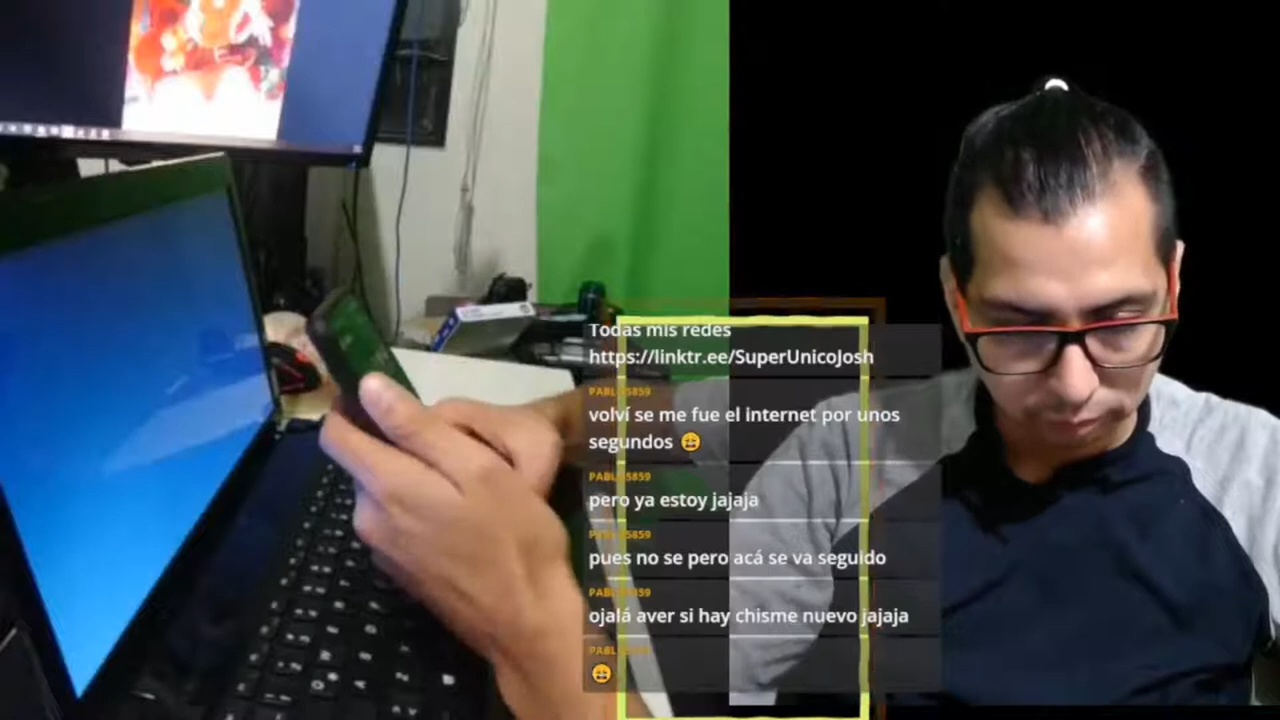 Todas mis redes
https://linktr.ee/SuperUnicoJosh
volví se me fue el internet por unos
segundos 😄
pero ya estoy jajaja
pues no se pero acá se va seguido
ojalá aver si hay chisme nuevo jajaja
😄